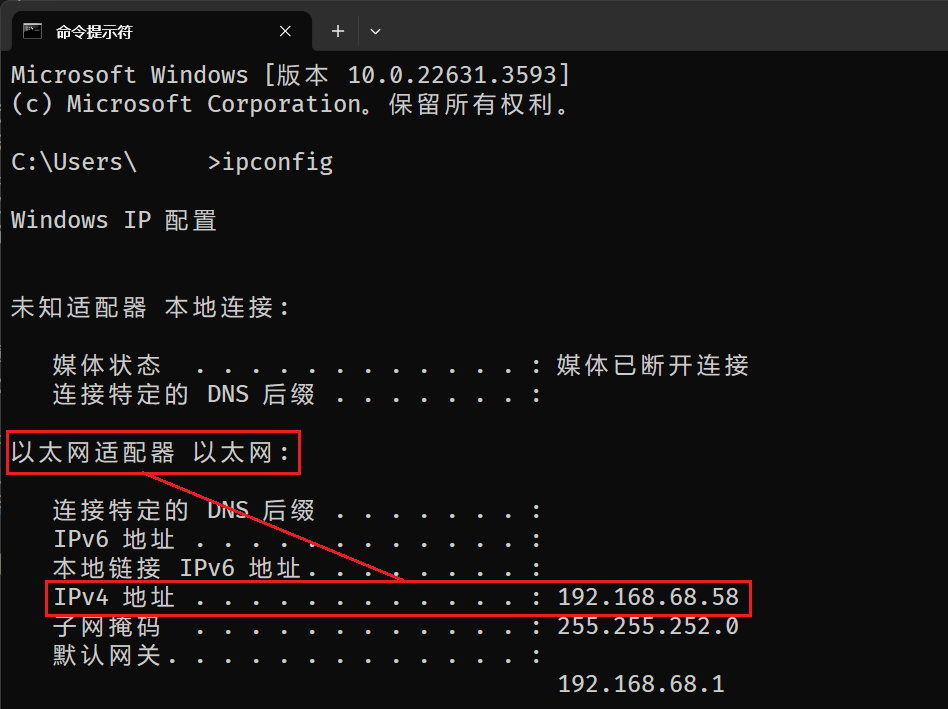 命令提示符
Microsoft Windows [版本 10.0.22631.3593]
(c) Microsoft Corporation。保留所有权利。
C:\Users\     >ipconfig
Windows IP 配置
未知适配器 本地连接:
媒体状态  . . . . . . . . . . . . : 媒体已断开连接
连接特定的 DNS 后缀 . . . . . . . :
以太网适配器 以太网:
连接特定的 DNS 后缀 . . . . . . . :
IPv6 地址 . . . . . . . . . . . . :
本地链接 IPv6 地址. . . . . . . . :
IPv4 地址 . . . . . . . . . . . . : 192.168.68.58
子网掩码  . . . . . . . . . . . . : 255.255.252.0
默认网关. . . . . . . . . . . . . :
192.168.68.1